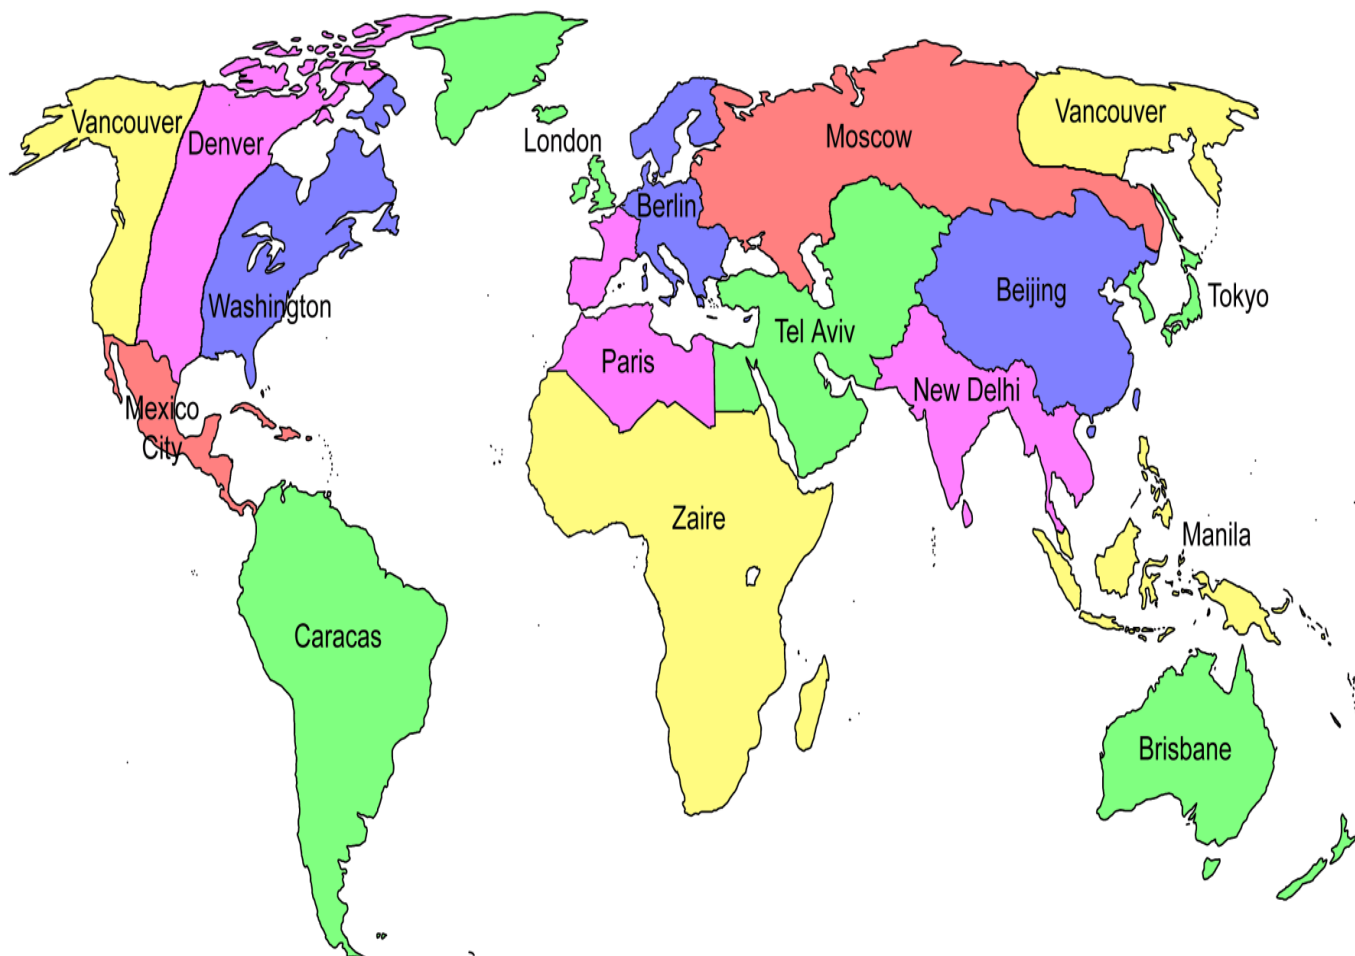 Vancouver
Vancouver
Denver
London
Moscow
Berlin
Washington
Beijing
Tokyo
Tel Aviv
Paris
New Delhi
Mexico
City
Zaire
Manila
Caracas
Brisbane